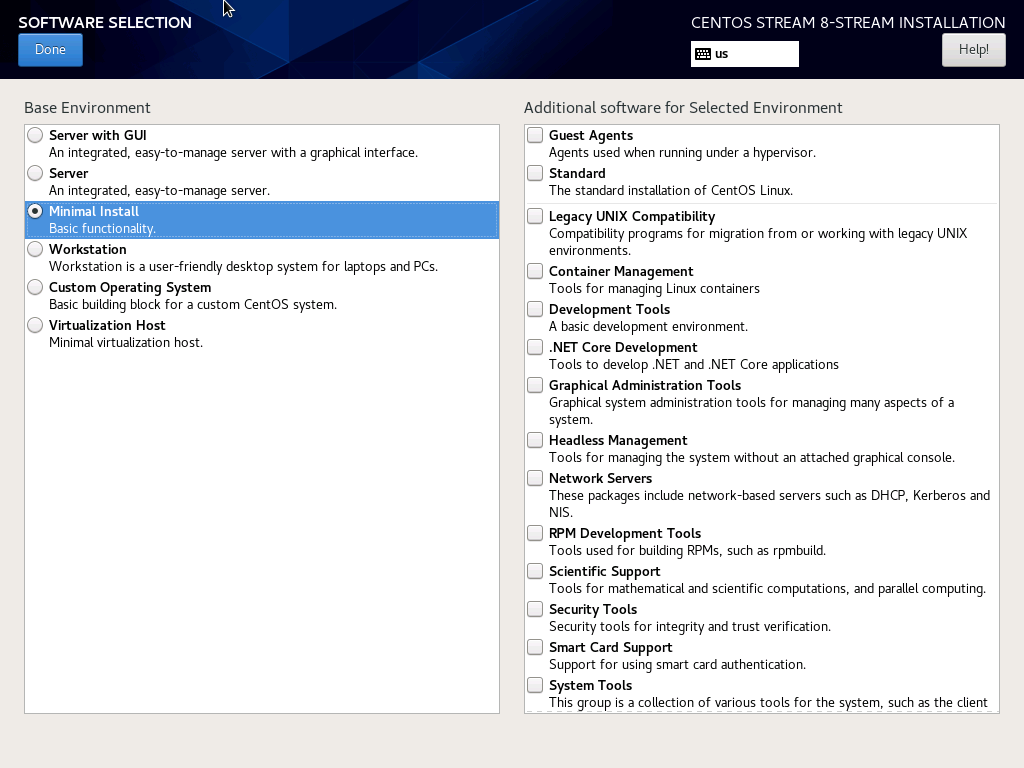 SOFTWARE SELECTION
CENTOS STREAM 8-STREAM INSTALLATION
Done
us
Help!
Base Environment
Server with GUI
An integrated, easy-to-manage server with a graphical interface.
Server
An integrated, easy-to-manage server.
Minimal Install
Basic functionality.
Workstation
Workstation is a user-friendly desktop system for laptops and PCs.
Custom Operating System
Basic building block for a custom CentOS system.
Virtualization Host
Minimal virtualization host.
Additional software for Selected Environment
Guest Agents
Agents used when running under a hypervisor.
Standard
The standard installation of CentOS Linux.
Legacy UNIX Compatibility
Compatibility programs for migration from or working with legacy UNIX
environments.
Container Management
Tools for managing Linux containers
Development Tools
A basic development environment.
.NET Core Development
Tools to develop .NET and .NET Core applications
Graphical Administration Tools
Graphical system administration tools for managing many aspects of a
system.
Headless Management
Tools for managing the system without an attached graphical console.
Network Servers
These packages include network-based servers such as DHCP, Kerberos and
NIS.
RPM Development Tools
Tools used for building RPMs, such as rpmbuild.
Scientific Support
Tools for mathematical and scientific computations, and parallel computing.
Security Tools
Security tools for integrity and trust verification.
Smart Card Support
Support for using smart card authentication.
System Tools
This group is a collection of various tools for the system, such as the client